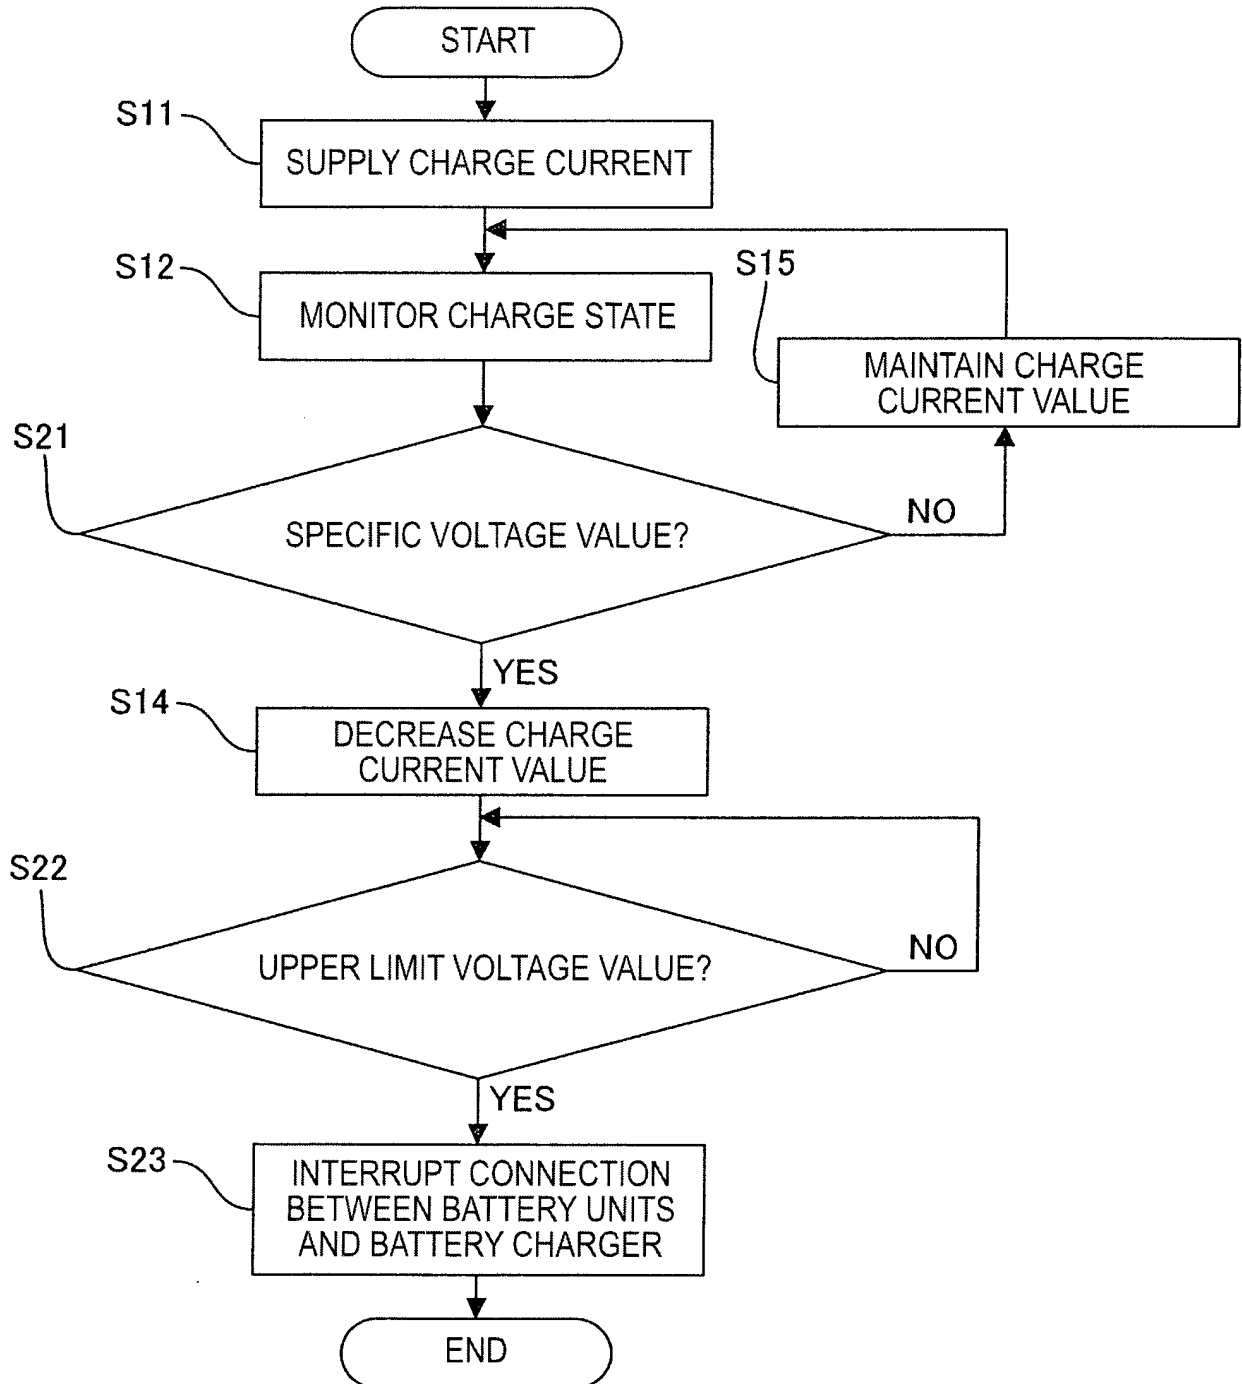 START
S11
SUPPLY CHARGE CURRENT
S12
MONITOR CHARGE STATE
S15
MAINTAIN CHARGE
CURRENT VALUE
S21
SPECIFIC VOLTAGE VALUE?
NO
YES
S14
DECREASE CHARGE
CURRENT VALUE
S22
UPPER LIMIT VOLTAGE VALUE?
NO
YES
S23
INTERRUPT CONNECTION
BETWEEN BATTERY UNITS
AND BATTERY CHARGER
END